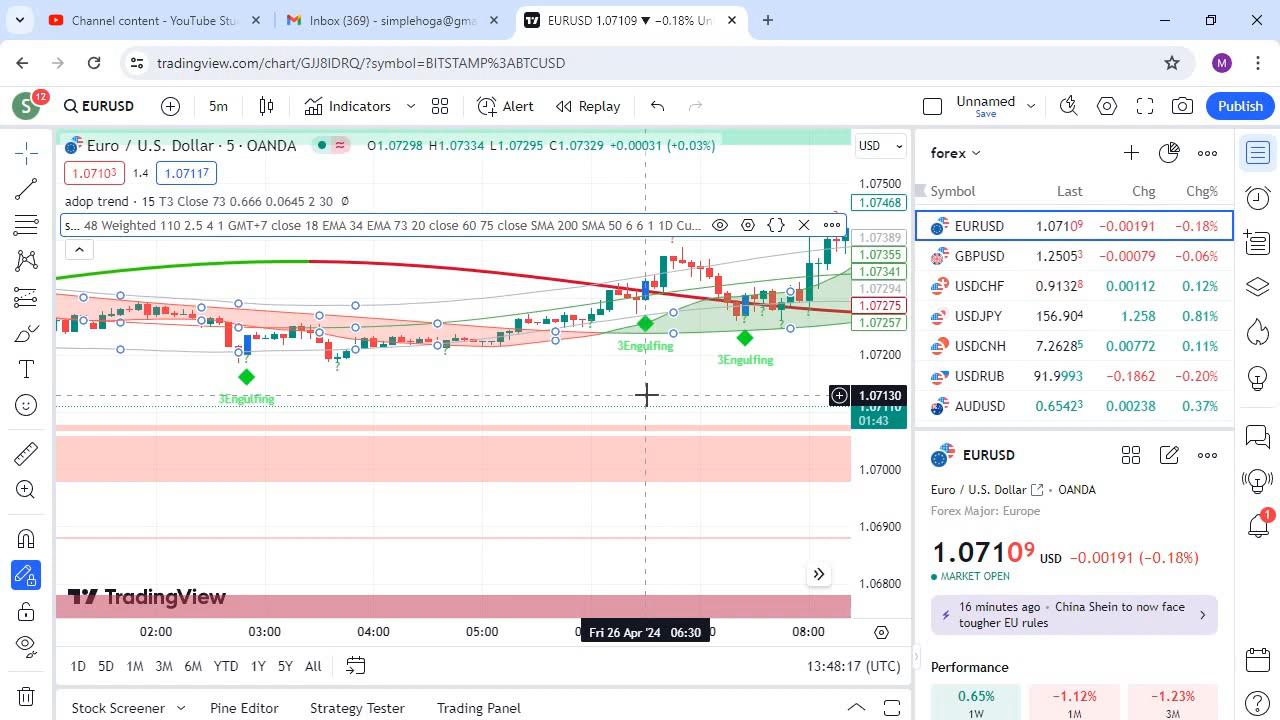 Channel content - YouTube Stu
Inbox (369) - simplehoga@gma
EURUSD 1.07109 ▼ −0.18% Un
tradingview.com/chart/GJJ8IDRQ/?symbol=BITSTAMP%3ABTCUSD
M
S
12
EURUSD
5m
Indicators
Alert
Replay
Unnamed
Save
Publish
Euro / U.S. Dollar · 5 · OANDA
O1.07298 H1.07334 L1.07295 C1.07329 +0.00031 (+0.03%)
USD
1.07103
1.4
1.07117
adop trend · 15 T3 Close 73 0.666 0.0645 2 30
s... 48 Weighted 110 2.5 4 1 GMT+7 close 18 EMA 34 EMA 73 20 close 60 75 close SMA 200 SMA 50 6 6 1 1D Cu...
1.07500
1.07468
1.07389
1.07355
1.07341
1.07294
1.07275
1.07257
1.07200
1.07130
1.07110
01:43
1.07000
1.06900
1.06800
3Engulfing
3Engulfing
3Engulfing
TradingView
02:00
03:00
04:00
05:00
Fri 26 Apr '24 06:30
08:00
1D
5D
1M
3M
6M
YTD
1Y
5Y
All
13:48:17 (UTC)
Stock Screener
Pine Editor
Strategy Tester
Trading Panel
forex
Symbol Last Chg Chg%
EURUSD 1.07109 −0.00191 −0.18%
GBPUSD 1.25053 −0.00079 −0.06%
USDCHF 0.91328 0.00112 0.12%
USDJPY 156.904 1.258 0.81%
USDCNH 7.26285 0.00772 0.11%
USDRUB 91.9993 −0.1862 −0.20%
AUDUSD 0.65423 0.00238 0.37%
EURUSD
Euro / U.S. Dollar • OANDA
Forex Major: Europe
1.07109 USD −0.00191 (−0.18%)
MARKET OPEN
16 minutes ago • China Shein to now face
tougher EU rules
Performance
0.65%
1W
−1.12%
1M
−1.23%
3M
1